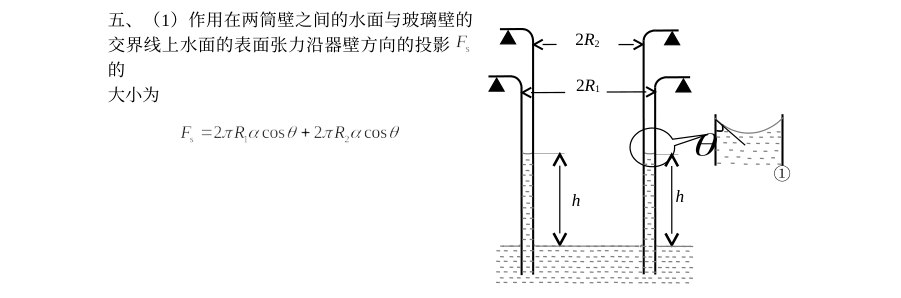 五、（1）作用在两筒壁之间的水面与玻璃壁的
交界线上水面的表面张力沿器壁方向的投影 Fₛ
的
大小为
Fₛ =2πR₁α cosθ + 2πR₂α cosθ
2R₂
2R₁
θ
①
h
h